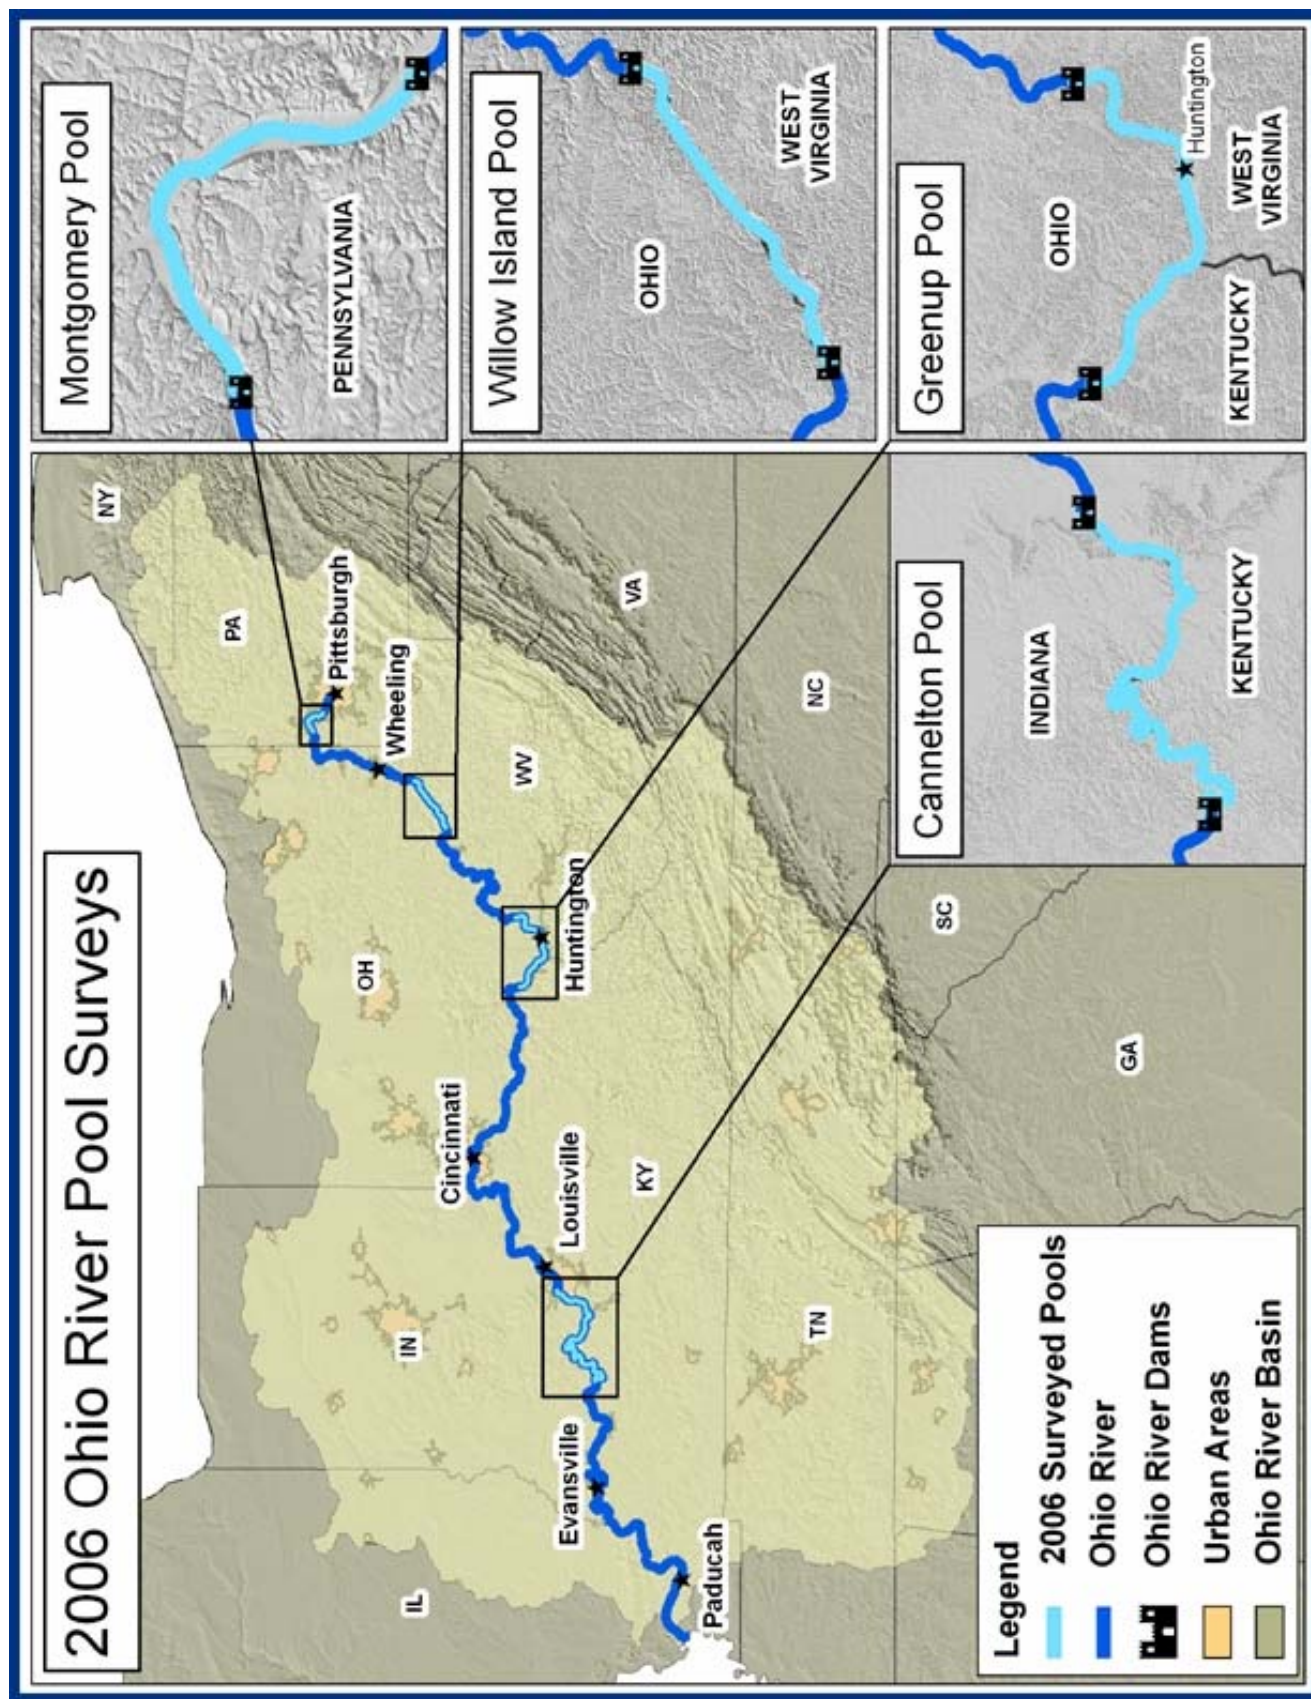 2006 Ohio River Pool Surveys
NY
PA
Pittsburgh
Wheeling
OH
WV
VA
Huntington
Cincinnati
Louisville
KY
IN
NC
SC
GA
TN
Evansville
IL
Paducah
Legend
2006 Surveyed Pools
Ohio River
Ohio River Dams
Urban Areas
Ohio River Basin
Montgomery Pool
PENNSYLVANIA
Willow Island Pool
OHIO
WEST
VIRGINIA
Greenup Pool
OHIO
Huntington
WEST
VIRGINIA
KENTUCKY
Cannelton Pool
INDIANA
KENTUCKY